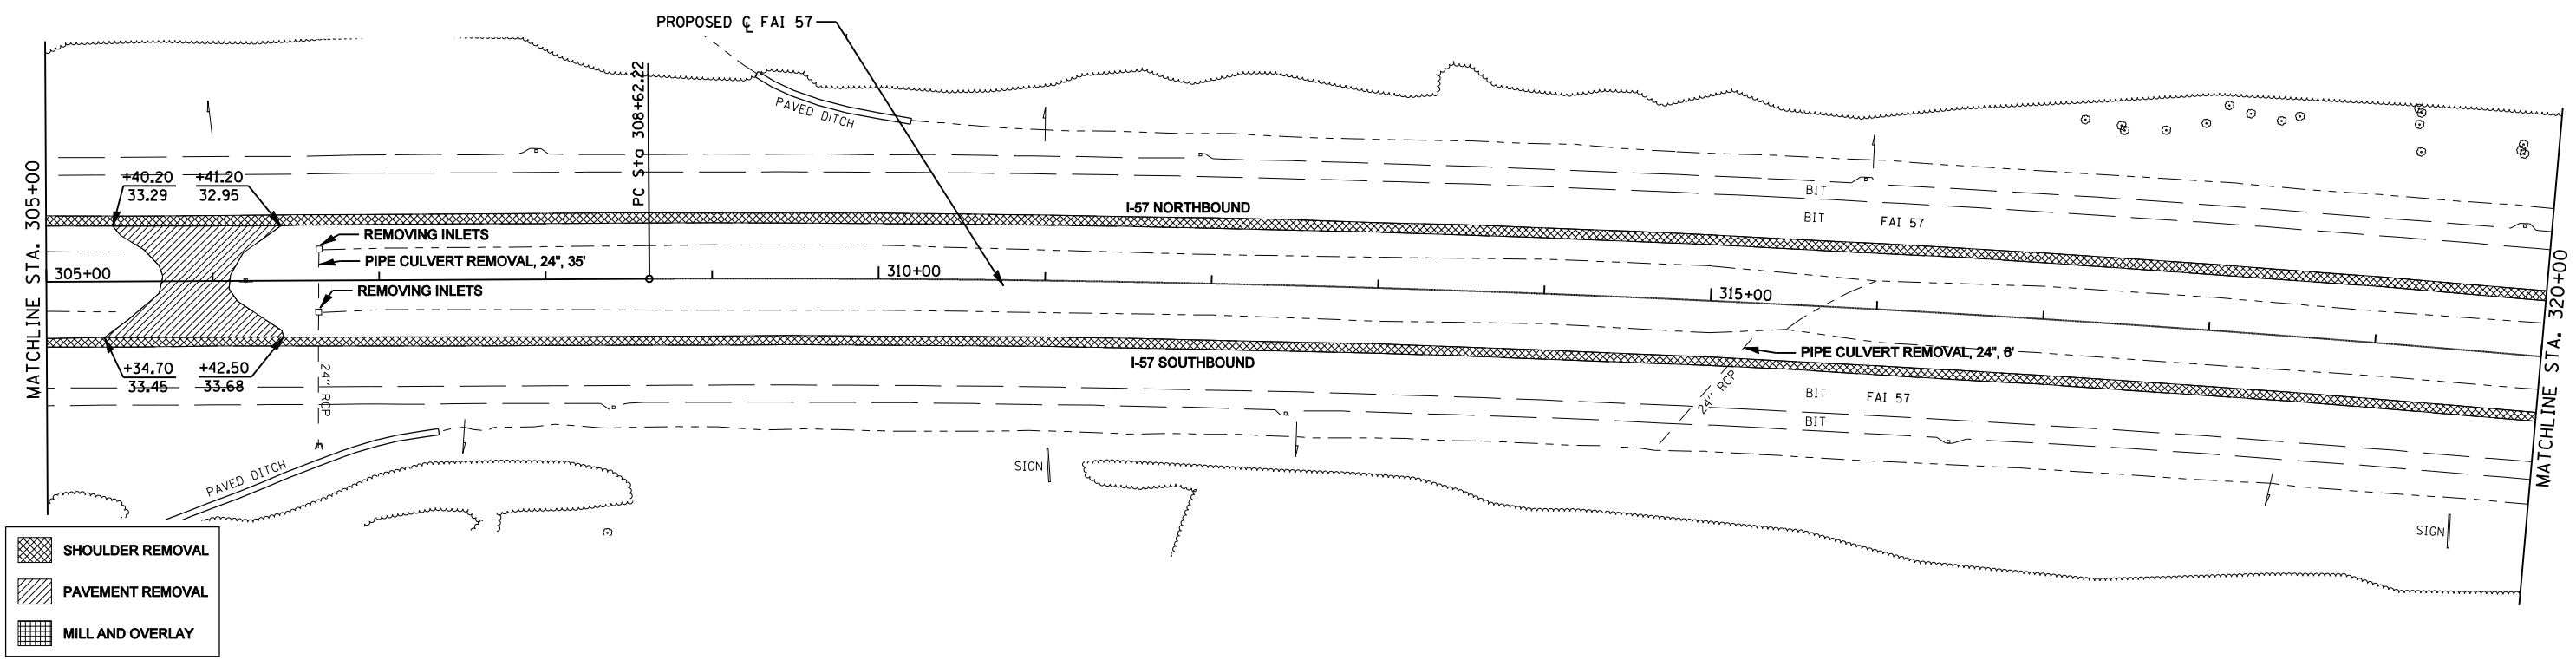 PROPOSED ℄ FAI 57
PC Sta 308+62.22
PAVED DITCH
MATCHLINE STA. 305+00
+40.20
33.29
+41.20
32.95
BIT
I-57 NORTHBOUND
BIT
FAI 57
REMOVING INLETS
PIPE CULVERT REMOVAL, 24", 35'
305+00
310+00
315+00
REMOVING INLETS
MATCHLINE STA. 320+00
+34.70
33.45
+42.50
33.68
24" RCP
I-57 SOUTHBOUND
PIPE CULVERT REMOVAL, 24", 6'
24" RCP
BIT
FAI 57
BIT
PAVED DITCH
SIGN
SIGN
SHOULDER REMOVAL
PAVEMENT REMOVAL
MILL AND OVERLAY